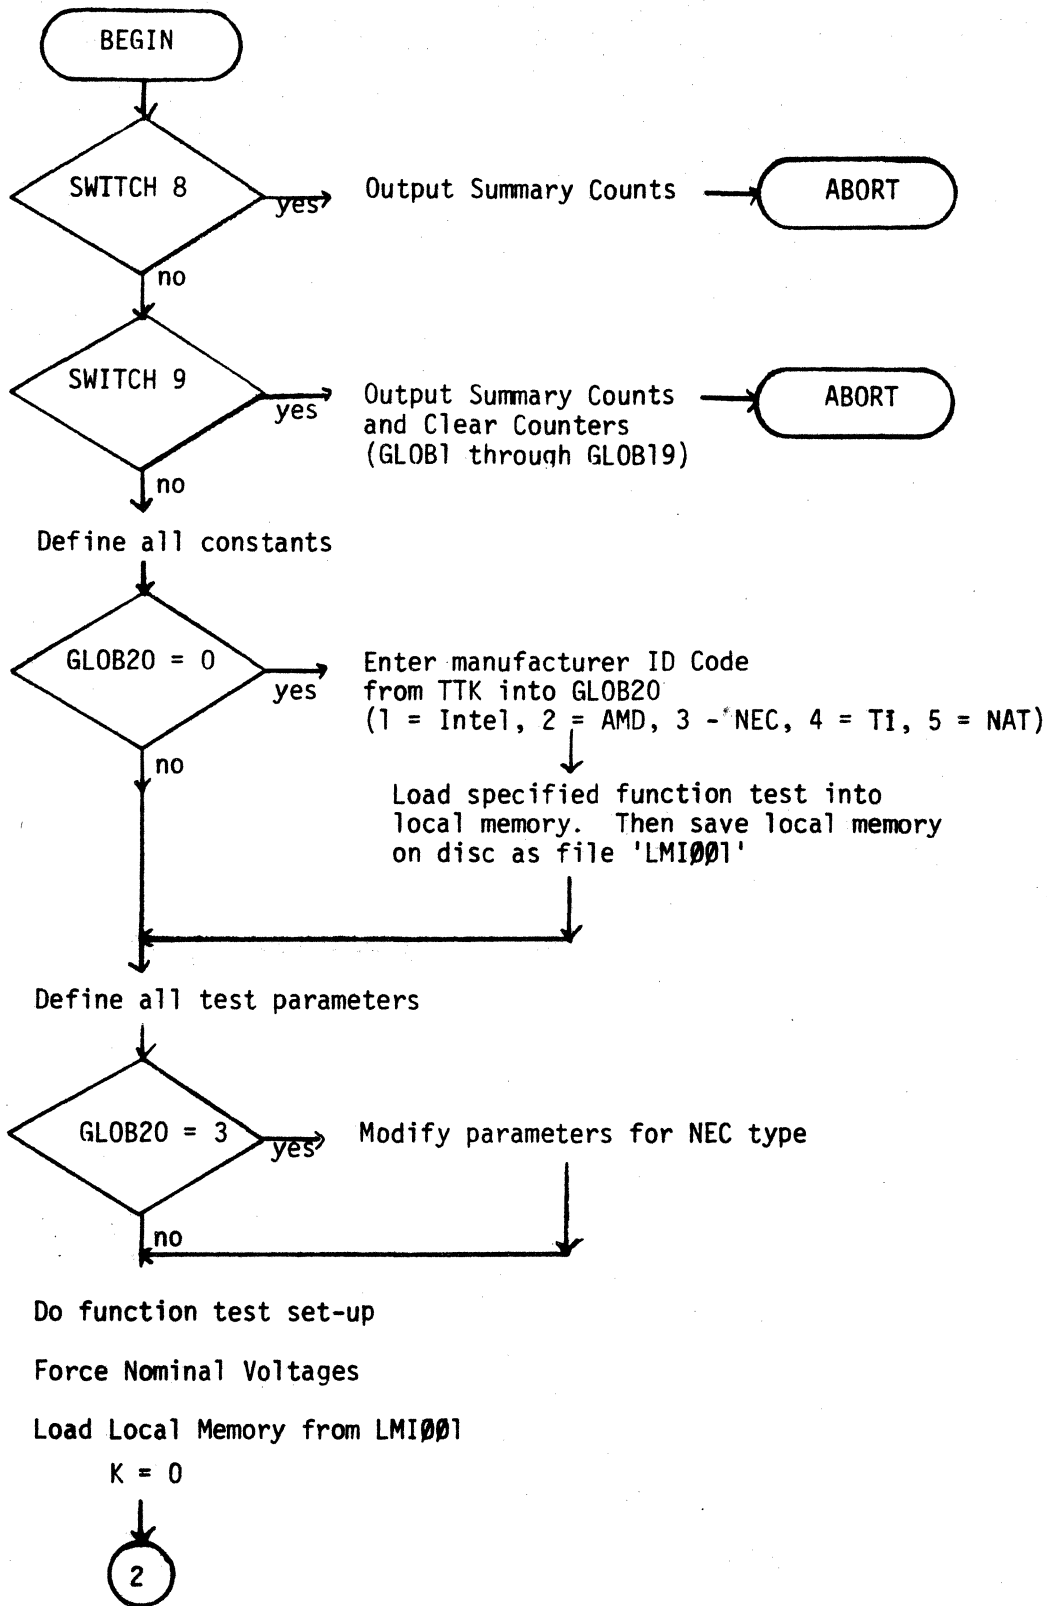 BEGIN
SWITCH 8
yes
Output Summary Counts
ABORT
no
SWITCH 9
yes
Output Summary Counts
and Clear Counters
(GLOB1 through GLOB19)
ABORT
no
Define all constants
GLOB20 = 0
yes
Enter manufacturer ID Code
from TTK into GLOB20
(1 = Intel, 2 = AMD, 3 - NEC, 4 = TI, 5 = NAT)
no
Load specified function test into
local memory. Then save local memory
on disc as file 'LMIØØ1'
Define all test parameters
GLOB20 = 3
yes
Modify parameters for NEC type
no
Do function test set-up
Force Nominal Voltages
Load Local Memory from LMIØØ1
K = 0
2